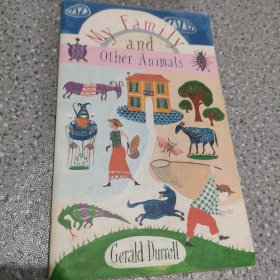 My Family
and
Other Animals
Gerald Durrell